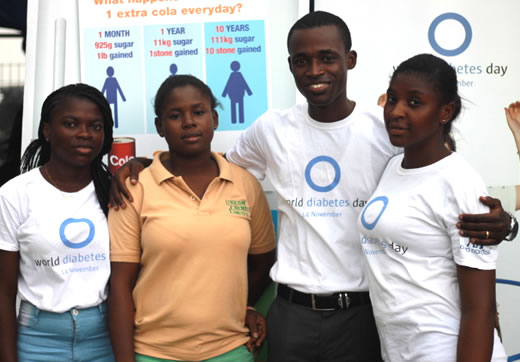 What happens
1 extra cola everyday?
1 MONTH
925g sugar
1lb gained
1 YEAR
11kg sugar
1stone gained
10 YEARS
111kg sugar
10 stone gained
Cola
world diabetes day
world diabetes
14 November
world diabetes day
14 November
day